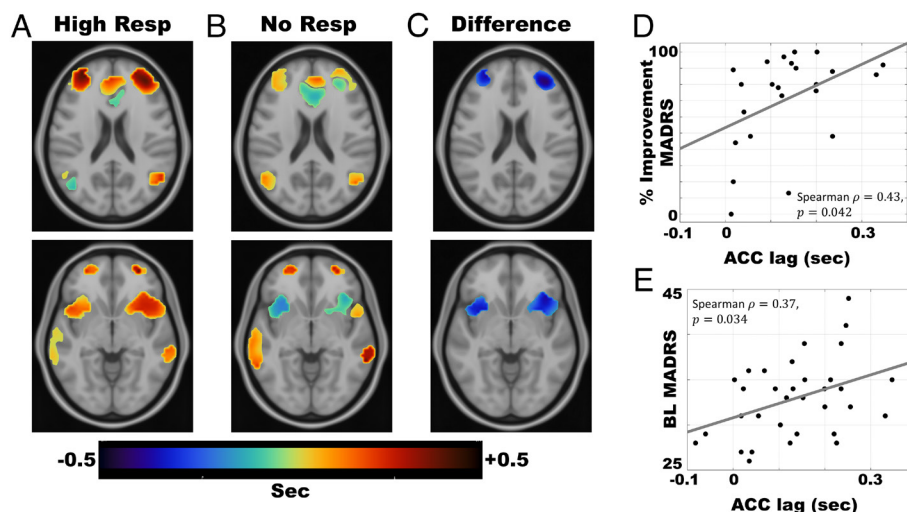 A High Resp
B No Resp
C Difference
-0.5 +0.5
Sec
D
% Improvement
MADRS
100
0
Spearman ρ = 0.43,
p = 0.042
-0.1 0 0.3
ACC lag (sec)
E
BL MADRS
45
25
Spearman ρ = 0.37,
p = 0.034
-0.1 0 0.3
ACC lag (sec)